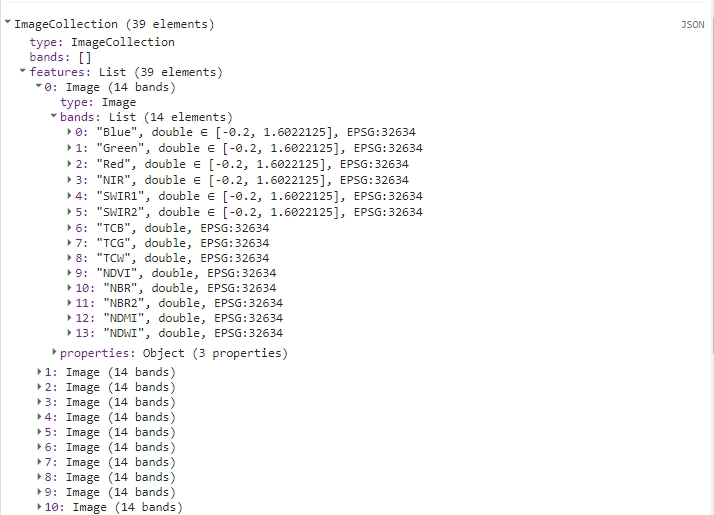 ImageCollection (39 elements) JSON
type: ImageCollection
bands: []
features: List (39 elements)
0: Image (14 bands)
type: Image
bands: List (14 elements)
0: "Blue", double ∈ [-0.2, 1.6022125], EPSG:32634
1: "Green", double ∈ [-0.2, 1.6022125], EPSG:32634
2: "Red", double ∈ [-0.2, 1.6022125], EPSG:32634
3: "NIR", double ∈ [-0.2, 1.6022125], EPSG:32634
4: "SWIR1", double ∈ [-0.2, 1.6022125], EPSG:32634
5: "SWIR2", double ∈ [-0.2, 1.6022125], EPSG:32634
6: "TCB", double, EPSG:32634
7: "TCG", double, EPSG:32634
8: "TCW", double, EPSG:32634
9: "NDVI", double, EPSG:32634
10: "NBR", double, EPSG:32634
11: "NBR2", double, EPSG:32634
12: "NDMI", double, EPSG:32634
13: "NDWI", double, EPSG:32634
properties: Object (3 properties)
1: Image (14 bands)
2: Image (14 bands)
3: Image (14 bands)
4: Image (14 bands)
5: Image (14 bands)
6: Image (14 bands)
7: Image (14 bands)
8: Image (14 bands)
9: Image (14 bands)
10: Image (14 bands)